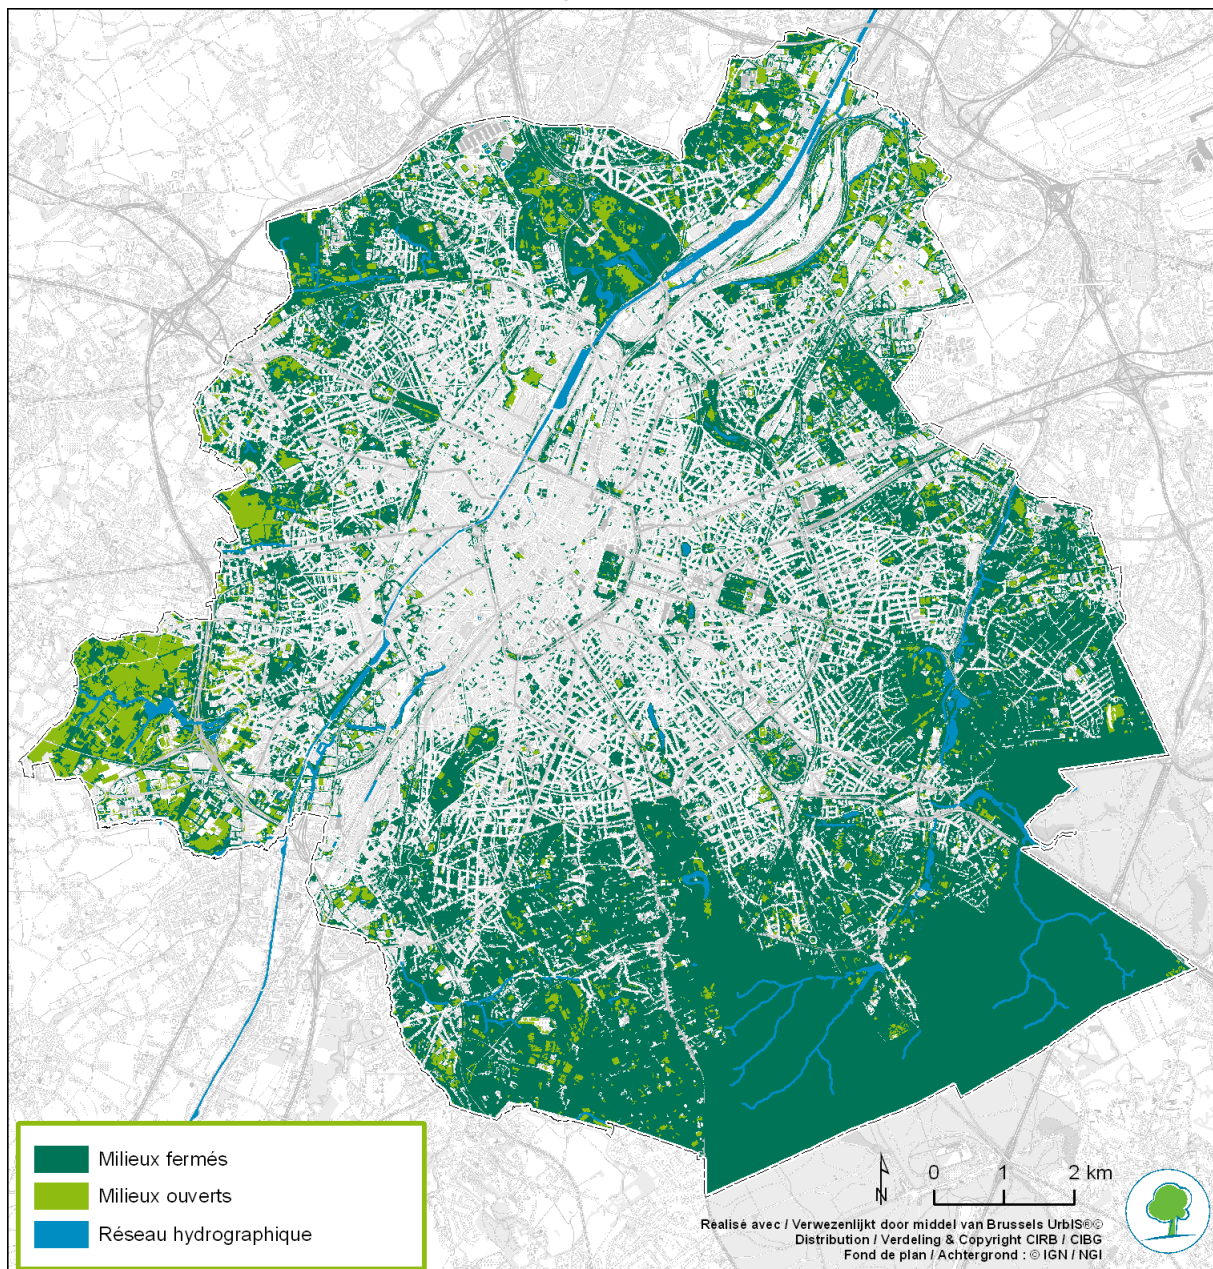 Milieux fermés
Milieux ouverts
Réseau hydrographique
N
0 1 2 km
Réalisé avec / Verwezenlijkt door middel van Brussels UrbIS®©
Distribution / Verdeling & Copyright CIRB / CIBG
Fond de plan / Achtergrond : © IGN / NGI